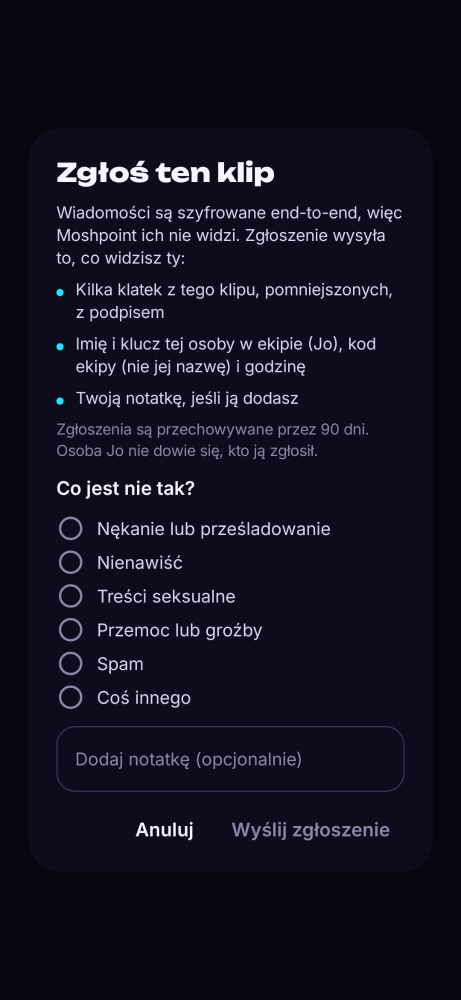 Zgłoś ten klip
Wiadomości są szyfrowane end-to-end, więc
Moshpoint ich nie widzi. Zgłoszenie wysyła
to, co widzisz ty:
Kilka klatek z tego klipu, pomniejszonych,
z podpisem
Imię i klucz tej osoby w ekipie (Jo), kod
ekipy (nie jej nazwę) i godzinę
Twoją notatkę, jeśli ją dodasz
Zgłoszenia są przechowywane przez 90 dni.
Osoba Jo nie dowie się, kto ją zgłosił.
Co jest nie tak?
Nękanie lub prześladowanie
Nienawiść
Treści seksualne
Przemoc lub groźby
Spam
Coś innego
Dodaj notatkę (opcjonalnie)
Anuluj
Wyślij zgłoszenie